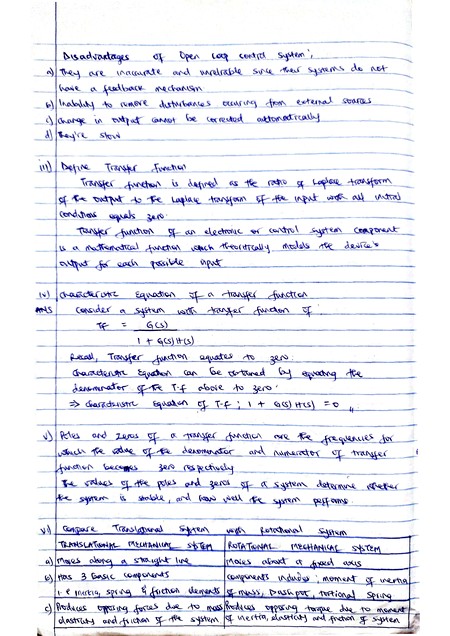 Disadvantages of Open Loop control system;
a) They are inaccurate and unreliable since their systems do not
have a feedback mechanism
b) Inability to remove disturbances occuring from external sources
c) change in output cannot be corrected automatically
d) They're slow
iii) Define Transfer Function
Transfer function is defined as the ratio of Laplace transform
of the output to the Laplace transform of the input with all initial
conditions equals zero.
Transfer function of an electronic or control system component
is a mathematical function which theoretically models the device's
output for each possible input
iv) Characteristic Equation of a transfer function
ANS Consider a system with transfer function of:
TF = G(s)
1 + G(s)H(s)
Recall, Transfer function equates to zero.
Characteristic Equation can be obtained by equating the
denominator of the T.F above to zero.
⇒ Characteristic Equation of T.F; 1 + G(s)H(s) = 0 //
v) Poles and zeros of a transfer function are the frequencies for
which the value of the denominator and numerator of transfer
function becomes zero respectively
The values of the poles and zeros of a system determine whether
the system is stable, and how well the system performs.
vi) Compare Translational System with Rotational System
TRANSLATIONAL MECHANICAL SYSTEM ROTATIONAL MECHANICAL SYSTEM
a) Moves along a straight line Moves about a fixed axis
b) Has 3 basic components components includes; moment of inertia
i.e Inertia, spring & friction elements of mass, Dashpot, torsional spring
c) Produces opposing forces due to mass Produces opposing torque due to moment
elasticity and friction of the system of inertia, elasticity and friction of system